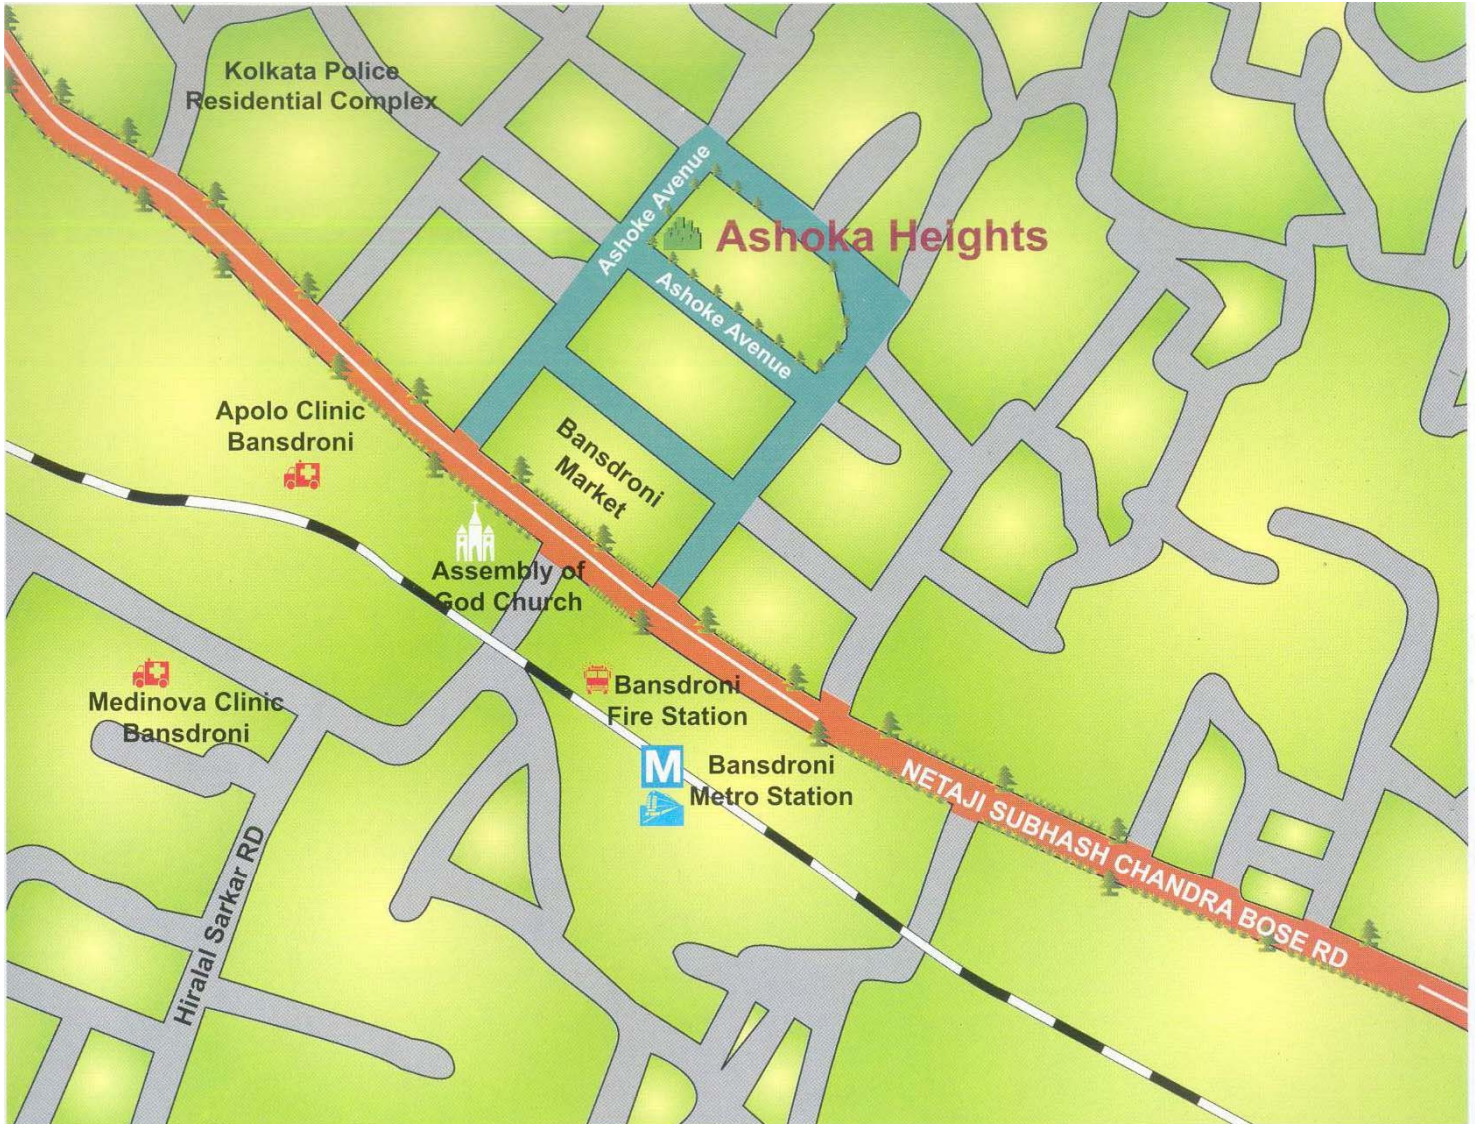 Kolkata Police
Residential Complex
Ashoke Avenue
Ashoka Heights
Ashoke Avenue
Apolo Clinic
Bansdroni
Bansdroni
Market
Assembly of
God Church
Medinova Clinic
Bansdroni
Bansdroni
Fire Station
M
Bansdroni
Metro Station
NETAJI SUBHASH CHANDRA BOSE RD
Hiralal Sarkar RD